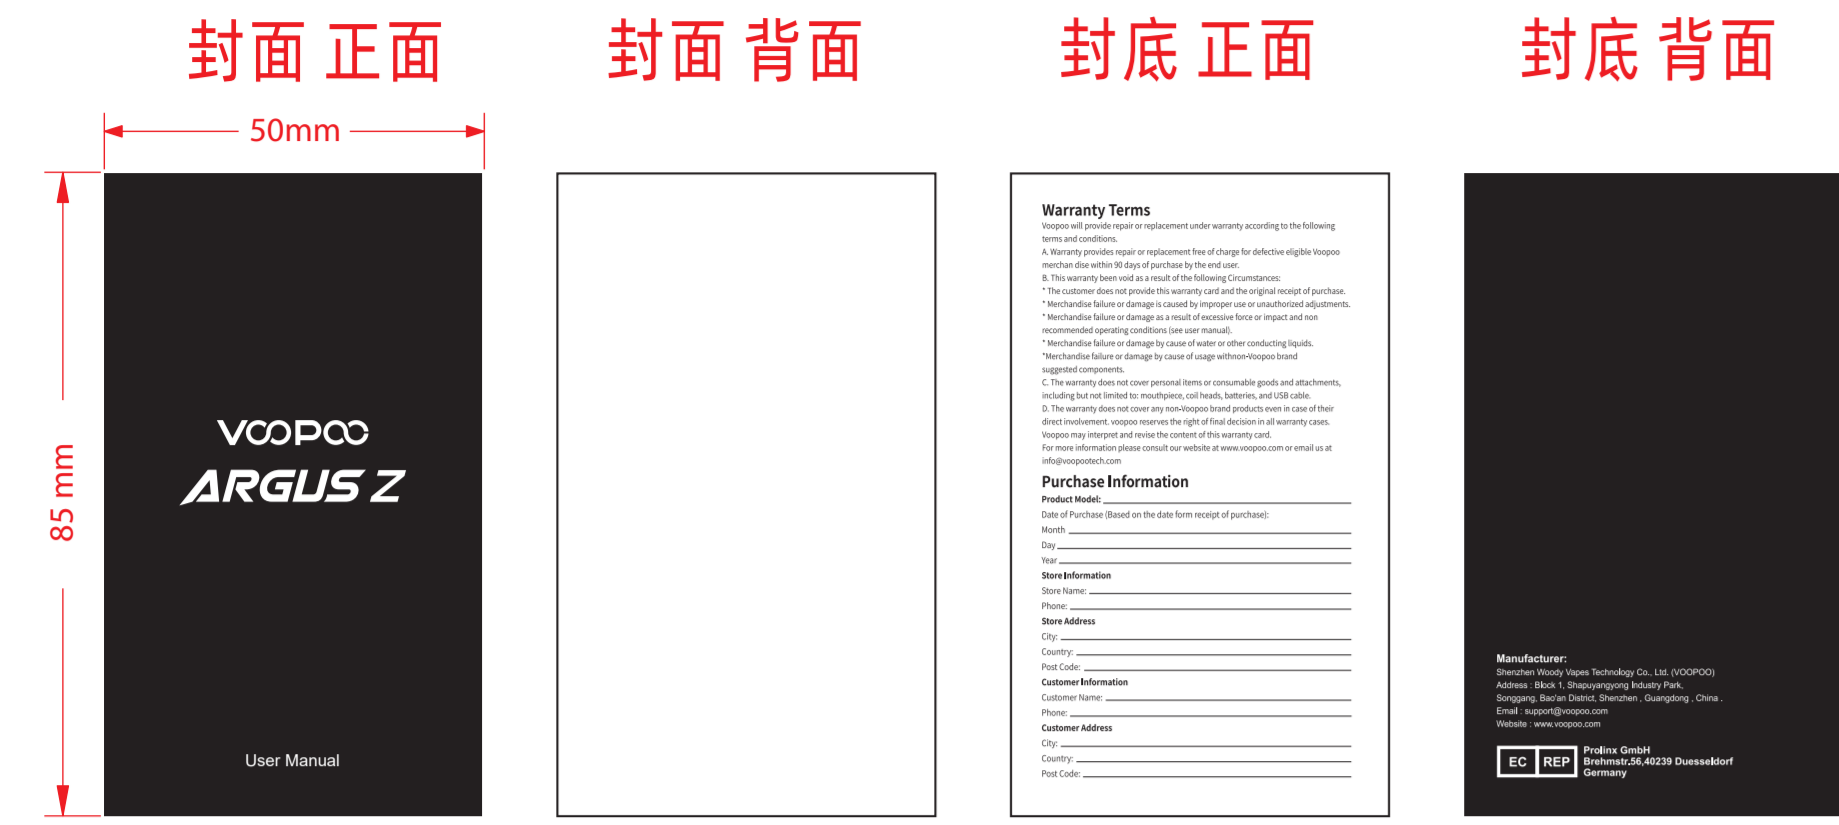 封面 正面
封面 背面
封底 正面
封底 背面
50mm
85 mm
VOOPOO
ARGUS Z
User Manual
Warranty Terms
Voopoo will provide repair or replacement under warranty according to the following
terms and conditions.
A. Warranty provides repair or replacement free of charge for defective eligible Voopoo
merchan dise within 90 days of purchase by the end user.
B. This warranty been void as a result of the following Circumstances:
* The customer does not provide this warranty card and the original receipt of purchase.
* Merchandise failure or damage is caused by improper use or unauthorized adjustments.
* Merchandise failure or damage as a result of excessive force or impact and non
recommended operating conditions (see user manual).
* Merchandise failure or damage by cause of water or other conducting liquids.
*Merchandise failure or damage by cause of usage withnon-Voopoo brand
suggested components.
C. The warranty does not cover personal items or consumable goods and attachments,
including but not limited to: mouthpiece, coil heads, batteries, and USB cable.
D. The warranty does not cover any non-Voopoo brand products even in case of their
direct involvement. voopoo reserves the right of final decision in all warranty cases.
Voopoo may interpret and revise the content of this warranty card.
For more information please consult our website at www.voopoo.com or email us at
info@voopootech.com
Purchase Information
Product Model:
Date of Purchase (Based on the date form receipt of purchase):
Month
Day
Year
Store Information
Store Name:
Phone:
Store Address
City:
Country:
Post Code:
Customer Information
Customer Name:
Phone:
Customer Address
City:
Country:
Post Code:
Manufacturer:
Shenzhen Woody Vapes Technology Co., Ltd. (VOOPOO)
Address : Block 1, Shapuyangyong Industry Park,
Songgang, Bao'an District, Shenzhen , Guangdong , China .
Email : support@voopoo.com
Website : www.voopoo.com
EC REP
Prolinx GmbH
Brehmstr.56,40239 Duesseldorf
Germany